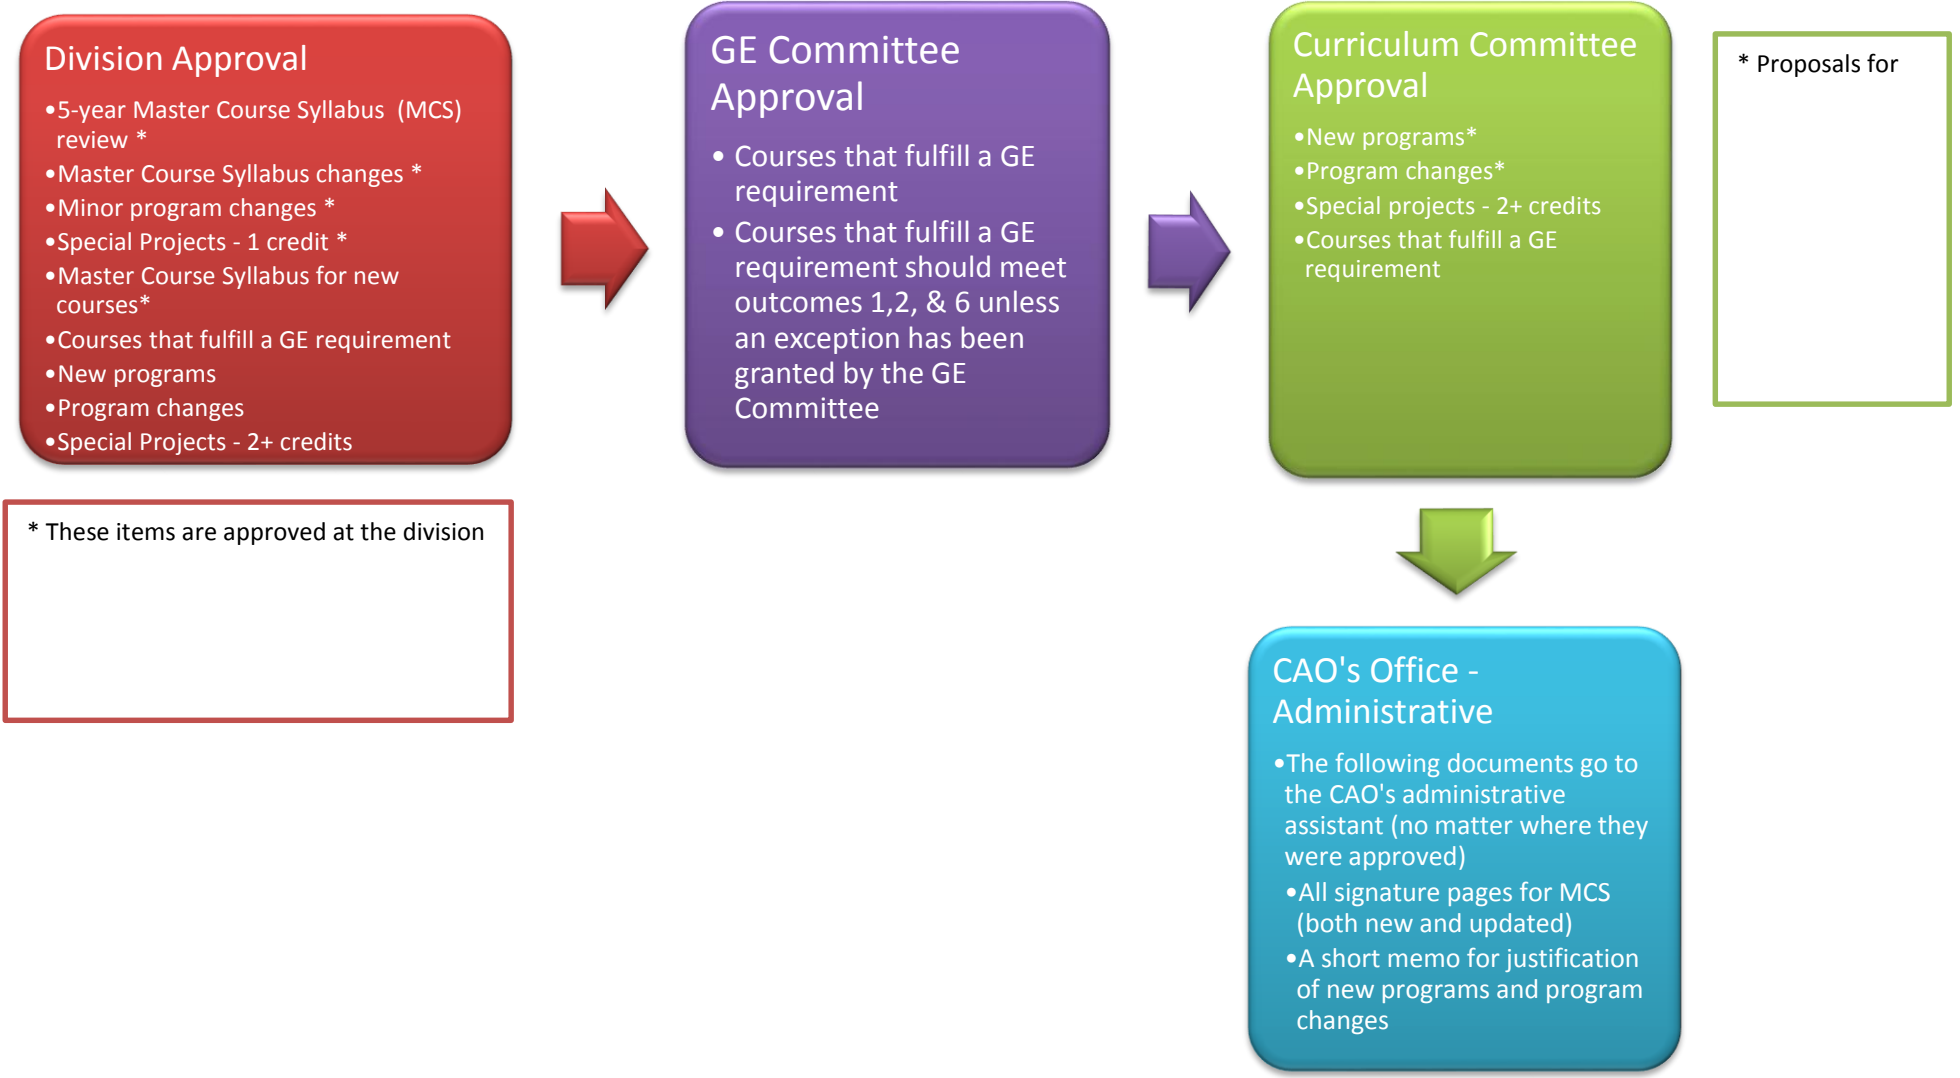 Division Approval
•5-year Master Course Syllabus (MCS)
review *
•Master Course Syllabus changes *
•Minor program changes *
•Special Projects - 1 credit *
•Master Course Syllabus for new
courses*
•Courses that fulfill a GE requirement
•New programs
•Program changes
•Special Projects - 2+ credits
* These items are approved at the division
GE Committee
Approval
• Courses that fulfill a GE
requirement
• Courses that fulfill a GE
requirement should meet
outcomes 1,2, & 6 unless
an exception has been
granted by the GE
Committee
Curriculum Committee
Approval
•New programs*
•Program changes*
•Special projects - 2+ credits
•Courses that fulfill a GE
requirement
* Proposals for
CAO's Office -
Administrative
•The following documents go to
the CAO's administrative
assistant (no matter where they
were approved)
•All signature pages for MCS
(both new and updated)
•A short memo for justification
of new programs and program
changes